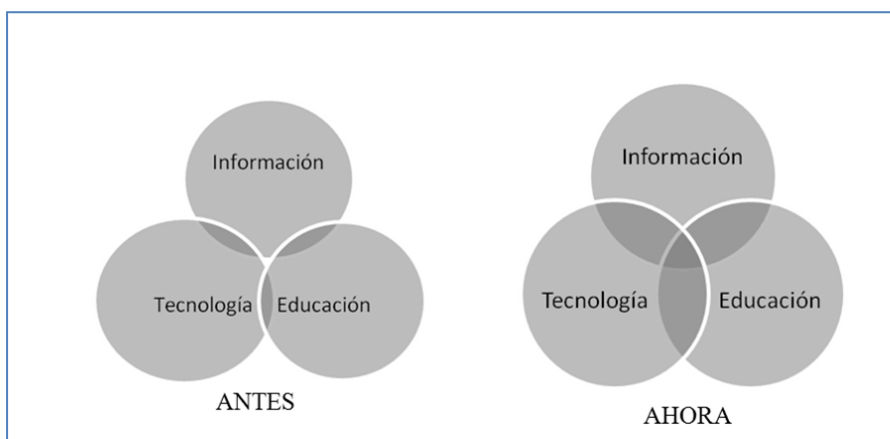 Información
Tecnología
Educación
ANTES
Información
Tecnología
Educación
AHORA